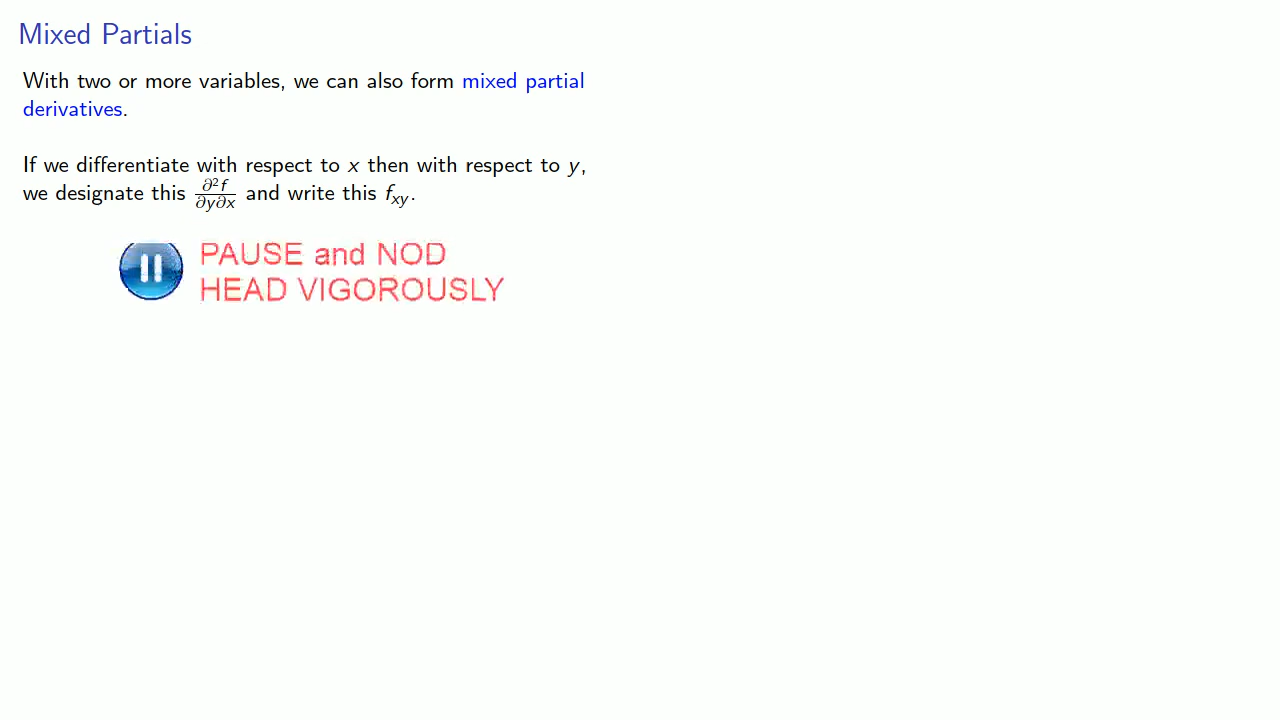 Mixed Partials
With two or more variables, we can also form mixed partial
derivatives.
If we differentiate with respect to x then with respect to y,
we designate this ∂²f/∂y∂x and write this f_xy.
PAUSE and NOD
HEAD VIGOROUSLY